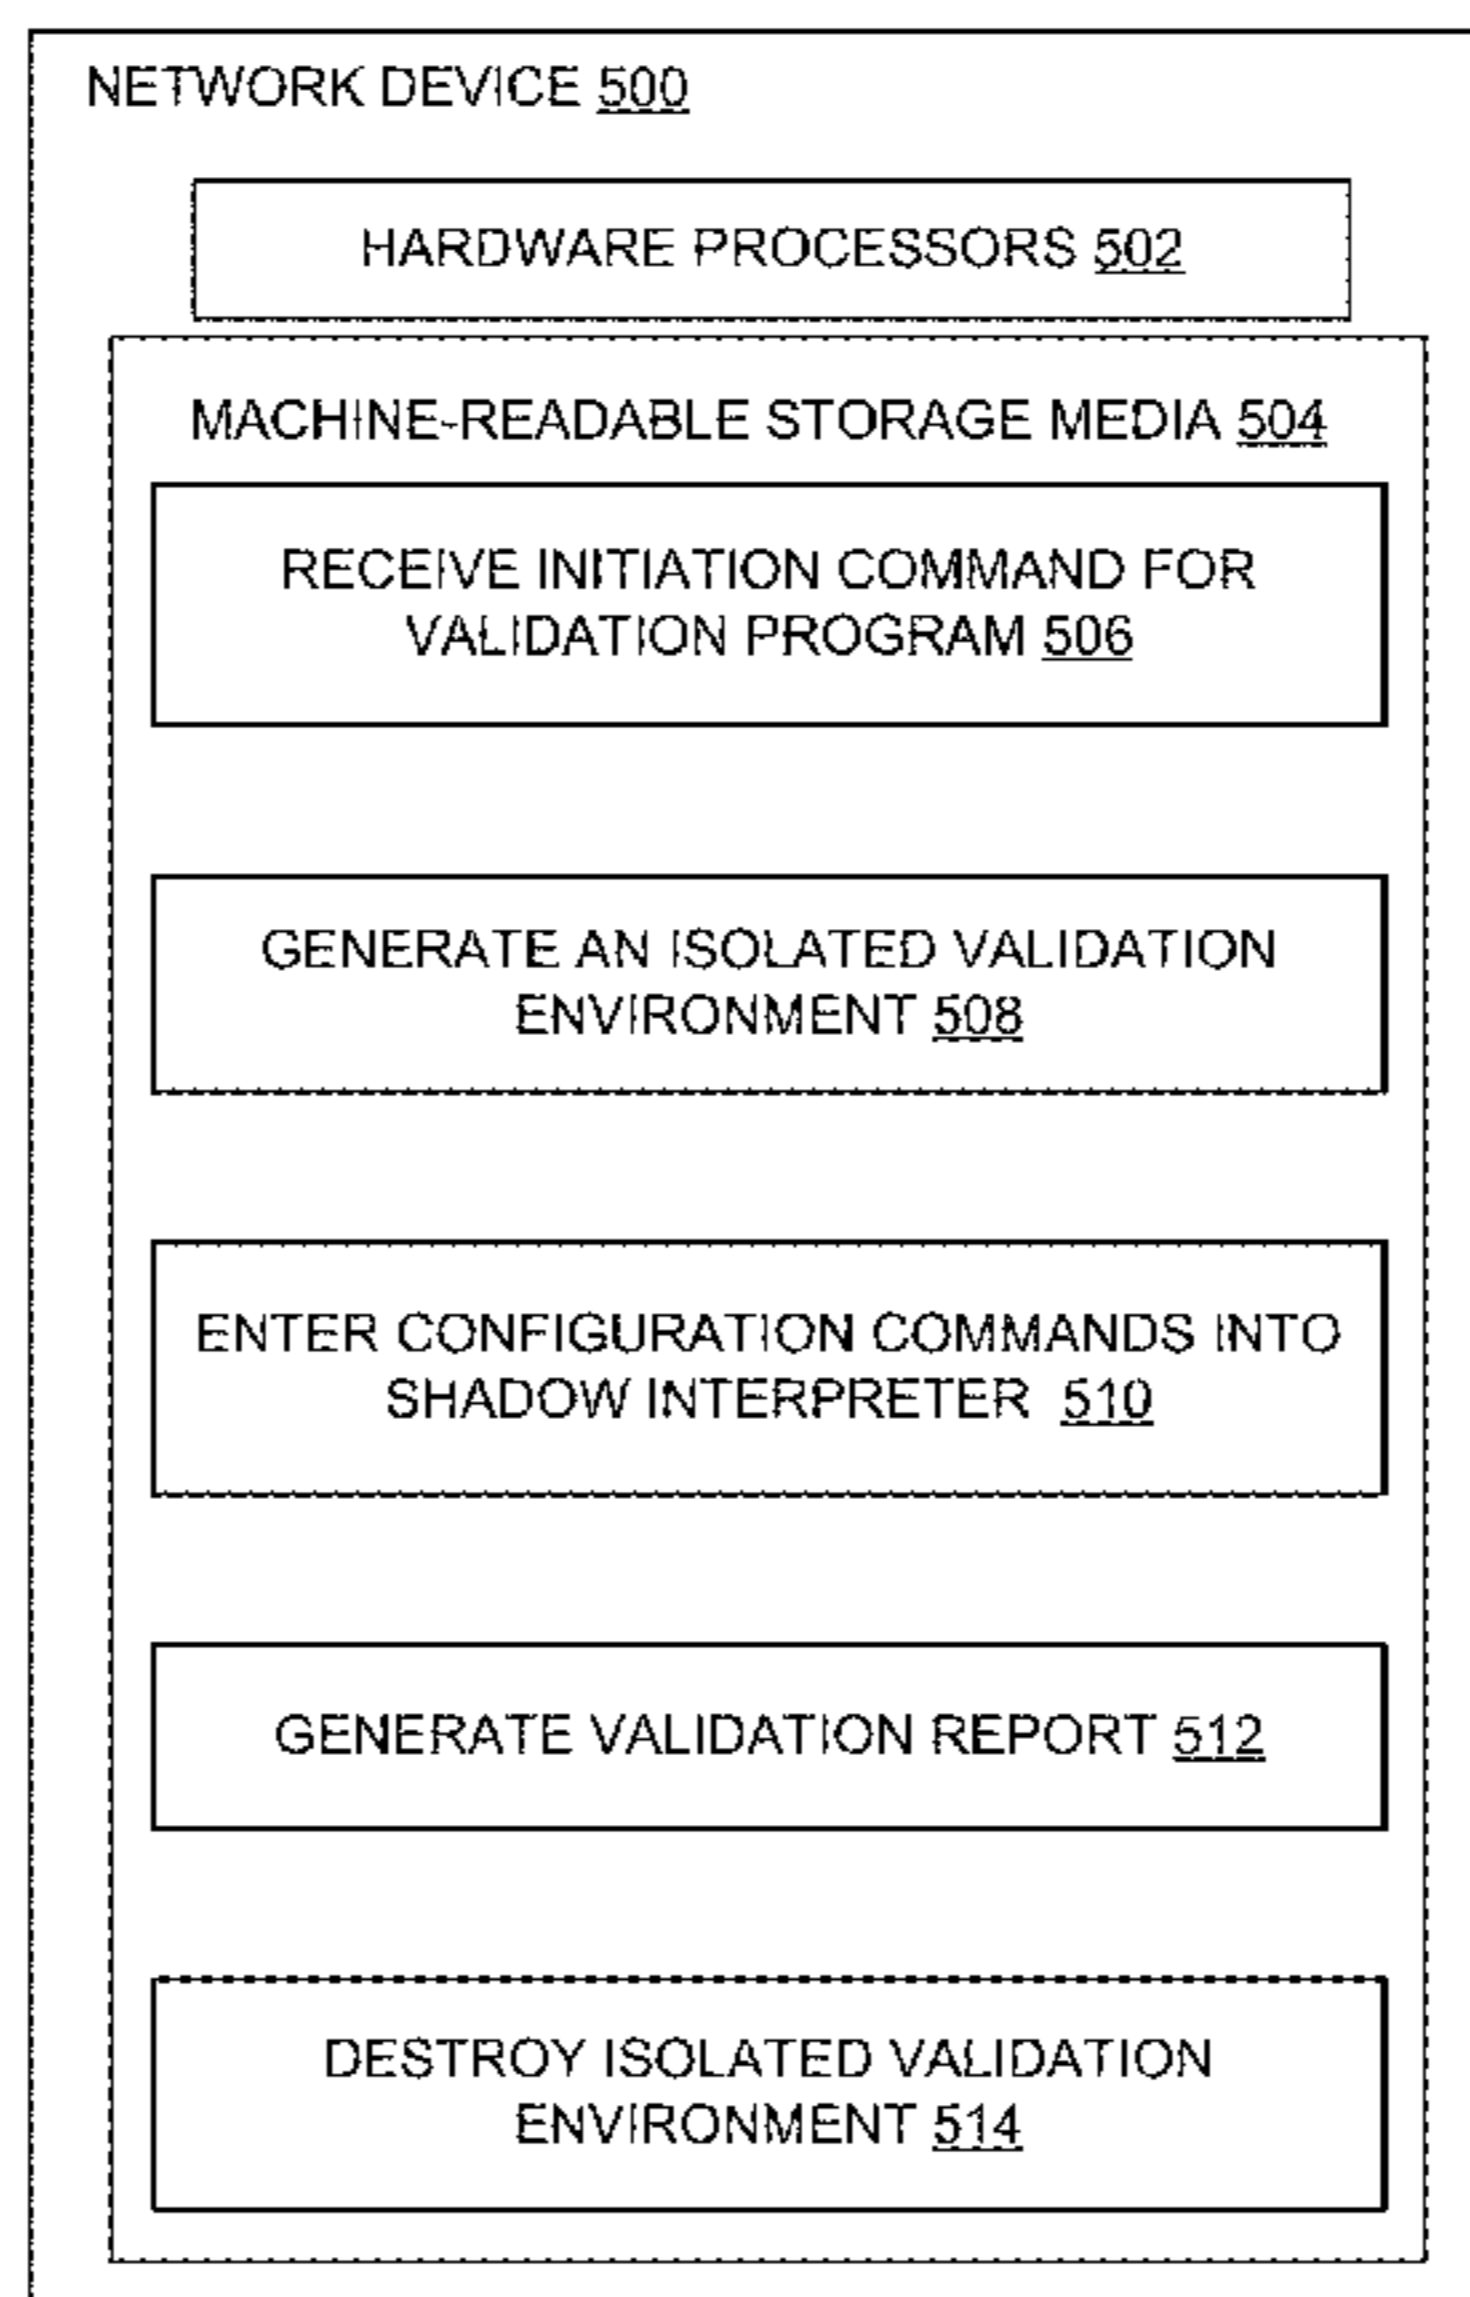 NETWORK DEVICE 500
HARDWARE PROCESSORS 502
MACHINE-READABLE STORAGE MEDIA 504
RECEIVE INITIATION COMMAND FOR
VALIDATION PROGRAM 506
GENERATE AN ISOLATED VALIDATION
ENVIRONMENT 508
ENTER CONFIGURATION COMMANDS INTO
SHADOW INTERPRETER 510
GENERATE VALIDATION REPORT 512
DESTROY ISOLATED VALIDATION
ENVIRONMENT 514